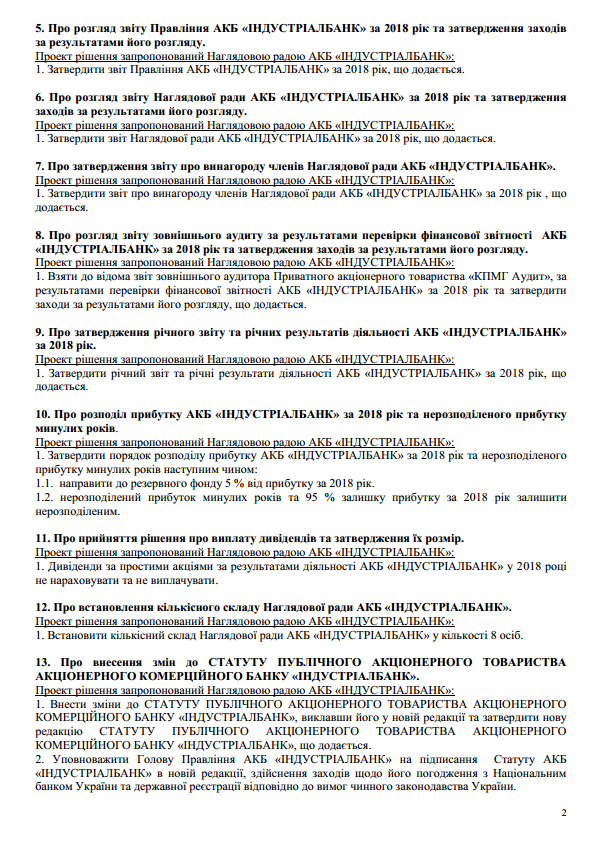 5. Про розгляд звіту Правління АКБ «ІНДУСТРІАЛБАНК» за 2018 рік та затвердження заходів
за результатами його розгляду.
Проект рішення запропонований Наглядовою радою АКБ «ІНДУСТРІАЛБАНК»:
1. Затвердити звіт Правління АКБ «ІНДУСТРІАЛБАНК» за 2018 рік, що додається.
6. Про розгляд звіту Наглядової ради АКБ «ІНДУСТРІАЛБАНК» за 2018 рік та затвердження
заходів за результатами його розгляду.
Проект рішення запропонований Наглядовою радою АКБ «ІНДУСТРІАЛБАНК»:
1. Затвердити звіт Наглядової ради АКБ «ІНДУСТРІАЛБАНК» за 2018 рік, що додається.
7. Про затвердження звіту про винагороду членів Наглядової ради АКБ «ІНДУСТРІАЛБАНК».
Проект рішення запропонований Наглядовою радою АКБ «ІНДУСТРІАЛБАНК»:
1. Затвердити звіт про винагороду членів Наглядової ради АКБ «ІНДУСТРІАЛБАНК» за 2018 рік , що
додається.
8. Про розгляд звіту зовнішнього аудиту за результатами перевірки фінансової звітності АКБ
«ІНДУСТРІАЛБАНК» за 2018 рік та затвердження заходів за результатами його розгляду.
Проект рішення запропонований Наглядовою радою АКБ «ІНДУСТРІАЛБАНК»:
1. Взяти до відома звіт зовнішнього аудитора Приватного акціонерного товариства «КПМГ Аудит», за
результатами перевірки фінансової звітності АКБ «ІНДУСТРІАЛБАНК» за 2018 рік та затвердити
заходи за результатами його розгляду, що додається.
9. Про затвердження річного звіту та річних результатів діяльності АКБ «ІНДУСТРІАЛБАНК»
за 2018 рік.
Проект рішення запропонований Наглядовою радою АКБ «ІНДУСТРІАЛБАНК»:
1. Затвердити річний звіт та річні результати діяльності АКБ «ІНДУСТРІАЛБАНК» за 2018 рік, що
додається.
10. Про розподіл прибутку АКБ «ІНДУСТРІАЛБАНК» за 2018 рік та нерозподіленого прибутку
минулих років.
Проект рішення запропонований Наглядовою радою АКБ «ІНДУСТРІАЛБАНК»:
1. Затвердити порядок розподілу прибутку АКБ «ІНДУСТРІАЛБАНК» за 2018 рік та нерозподіленого
прибутку минулих років наступним чином:
1.1. направити до резервного фонду 5 % від прибутку за 2018 рік.
1.2. нерозподілений прибуток минулих років та 95 % залишку прибутку за 2018 рік залишити
нерозподіленим.
11. Про прийняття рішення про виплату дивідендів та затвердження їх розмір.
Проект рішення запропонований Наглядовою радою АКБ «ІНДУСТРІАЛБАНК»:
1. Дивіденди за простими акціями за результатами діяльності АКБ «ІНДУСТРІАЛБАНК» у 2018 році
не нараховувати та не виплачувати.
12. Про встановлення кількісного складу Наглядової ради АКБ «ІНДУСТРІАЛБАНК».
Проект рішення запропонований Наглядовою радою АКБ «ІНДУСТРІАЛБАНК»:
1. Встановити кількісний склад Наглядової ради АКБ «ІНДУСТРІАЛБАНК» у кількості 8 осіб.
13. Про внесення змін до СТАТУТУ ПУБЛІЧНОГО АКЦІОНЕРНОГО ТОВАРИСТВА
АКЦІОНЕРНОГО КОМЕРЦІЙНОГО БАНКУ «ІНДУСТРІАЛБАНК».
Проект рішення запропонований Наглядовою радою АКБ «ІНДУСТРІАЛБАНК»:
1. Внести зміни до СТАТУТУ ПУБЛІЧНОГО АКЦІОНЕРНОГО ТОВАРИСТВА АКЦІОНЕРНОГО
КОМЕРЦІЙНОГО БАНКУ «ІНДУСТРІАЛБАНК», виклавши його у новій редакції та затвердити нову
редакцію СТАТУТУ ПУБЛІЧНОГО АКЦІОНЕРНОГО ТОВАРИСТВА АКЦІОНЕРНОГО
КОМЕРЦІЙНОГО БАНКУ «ІНДУСТРІАЛБАНК», що додається.
2. Уповноважити Голову Правління АКБ «ІНДУСТРІАЛБАНК» на підписання Статуту АКБ
«ІНДУСТРІАЛБАНК» в новій редакції, здійснення заходів щодо його погодження з Національним
банком України та державної реєстрації відповідно до вимог чинного законодавства України.
2